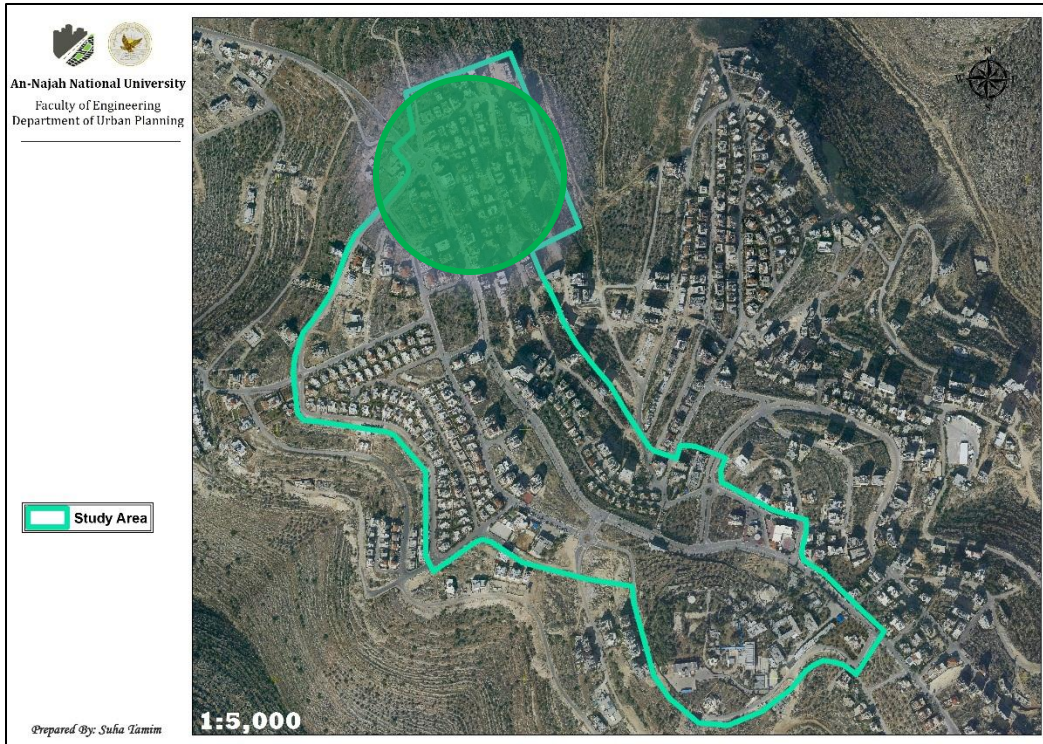 An-Najah National University
Faculty of Engineering
Department of Urban Planning
N
Study Area
1:5,000
Prepared By: Suha Tamim